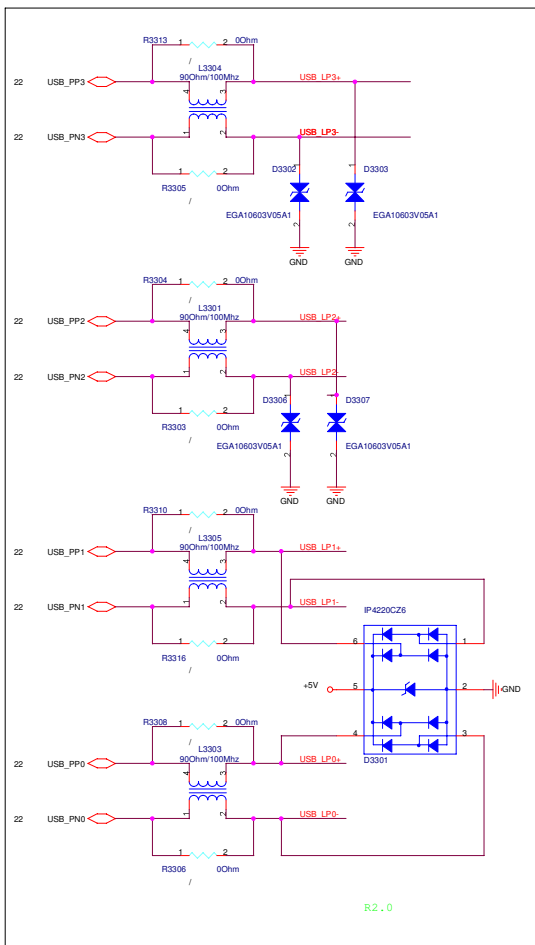 R3313 1 2 0Ohm
/ L3304
90Ohm/100Mhz
22 USB_PP3 4 3 USB_LP3+
22 USB_PN3 1 2 USB_LP3-
1 2
R3305 0Ohm
/
D3302 1 D3303 1
EGA10603V05A1 EGA10603V05A1
2 2
GND
R3304 1 2 0Ohm
/ L3301
90Ohm/100Mhz
22 USB_PP2 4 3 USB_LP2+
22 USB_PN2 1 2 USB_LP2-
D3306 1 D3307 1
1 2
R3303 0Ohm
/
EGA10603V05A1 EGA10603V05A1
2 2
GND
R3310 1 2 0Ohm
/ L3305
90Ohm/100Mhz
22 USB_PP1 4 3 USB_LP1+
22 USB_PN1 1 2 USB_LP1-
IP4220CZ6
1 2
R3316 0Ohm
/
6 1
+5V 5 2 GND
4 3
D3301
R3308 1 2 0Ohm
/ L3303
90Ohm/100Mhz
22 USB_PP0 4 3 USB_LP0+
22 USB_PN0 1 2 USB_LP0-
1 2
R3306 0Ohm
/
R2.0